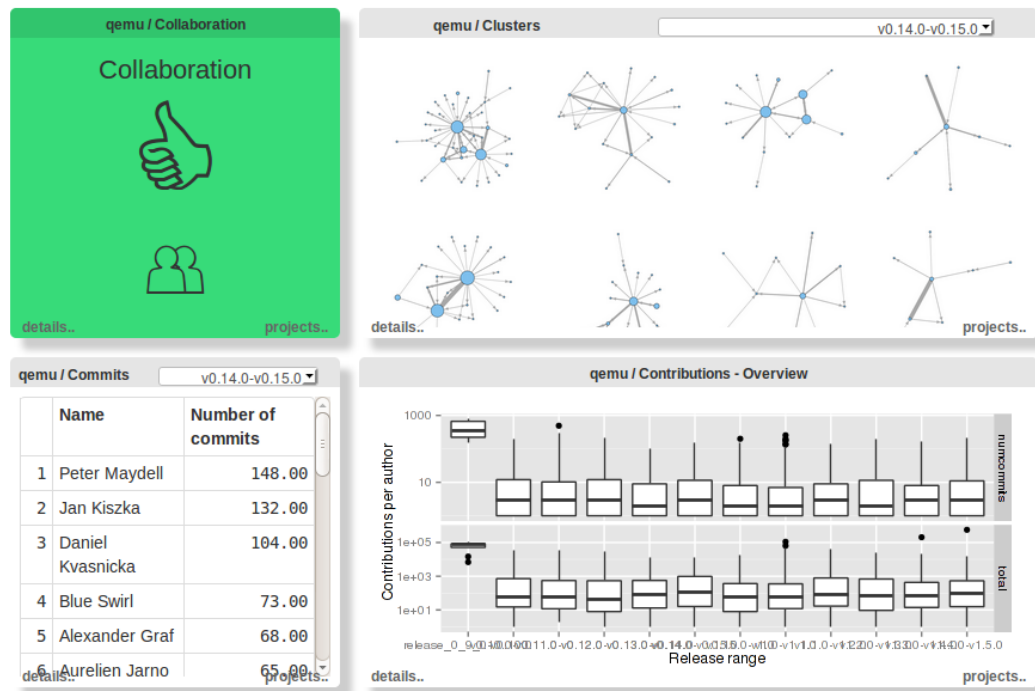 qemu / Collaboration
Collaboration
details..
projects..
qemu / Clusters
v0.14.0-v0.15.0
details..
projects..
qemu / Commits
v0.14.0-v0.15.0
Name Number of
commits
1 Peter Maydell 148.00
2 Jan Kiszka 132.00
3 Daniel
Kvasnicka 104.00
4 Blue Swirl 73.00
5 Alexander Graf 68.00
6 Aurelien Jarno 65.00
details..
projects..
qemu / Contributions - Overview
Contributions per author
1000
10
numcommits
1e+05
1e+03
1e+01
total
Release range
details..
projects..